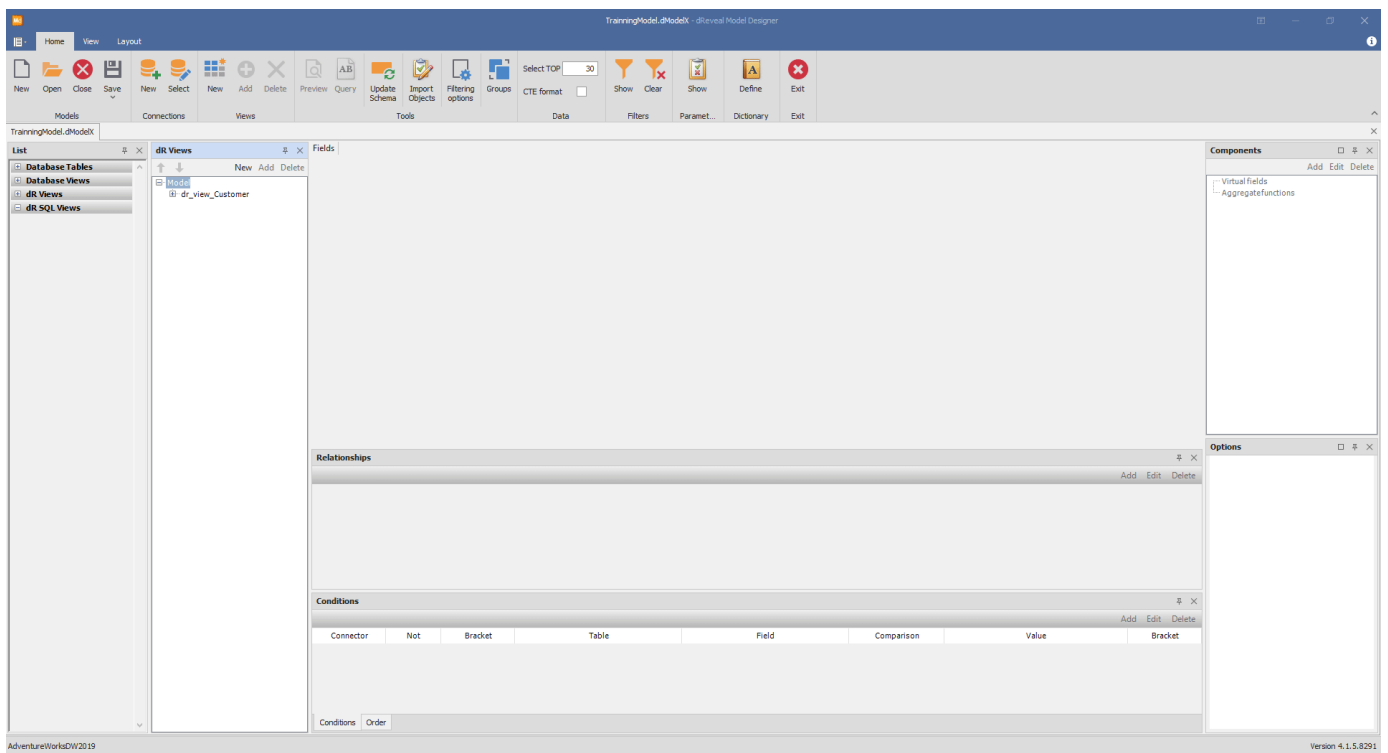 Md
TrainningModel.dModelX - dReveal Model Designer
Home View Layout
New Open Close Save New Select New Add Delete Preview AB Query Update Schema Import Objects Filtering options Groups Select TOP 30 CTE format Show Clear Show A Define Exit
Models Connections Views Tools Data Filters Paramet... Dictionary Exit
TrainningModel.dModelX
List
Database Tables
Database Views
dR Views
dR SQL Views
dR Views
New Add Delete
Model
dr_view_Customer
Fields
Relationships
Add Edit Delete
Conditions
Add Edit Delete
Connector Not Bracket Table Field Comparison Value Bracket
Conditions Order
Components
Add Edit Delete
Virtual fields
Aggregatefunctions
Options
AdventureWorksDW2019
Version 4.1.5.8291